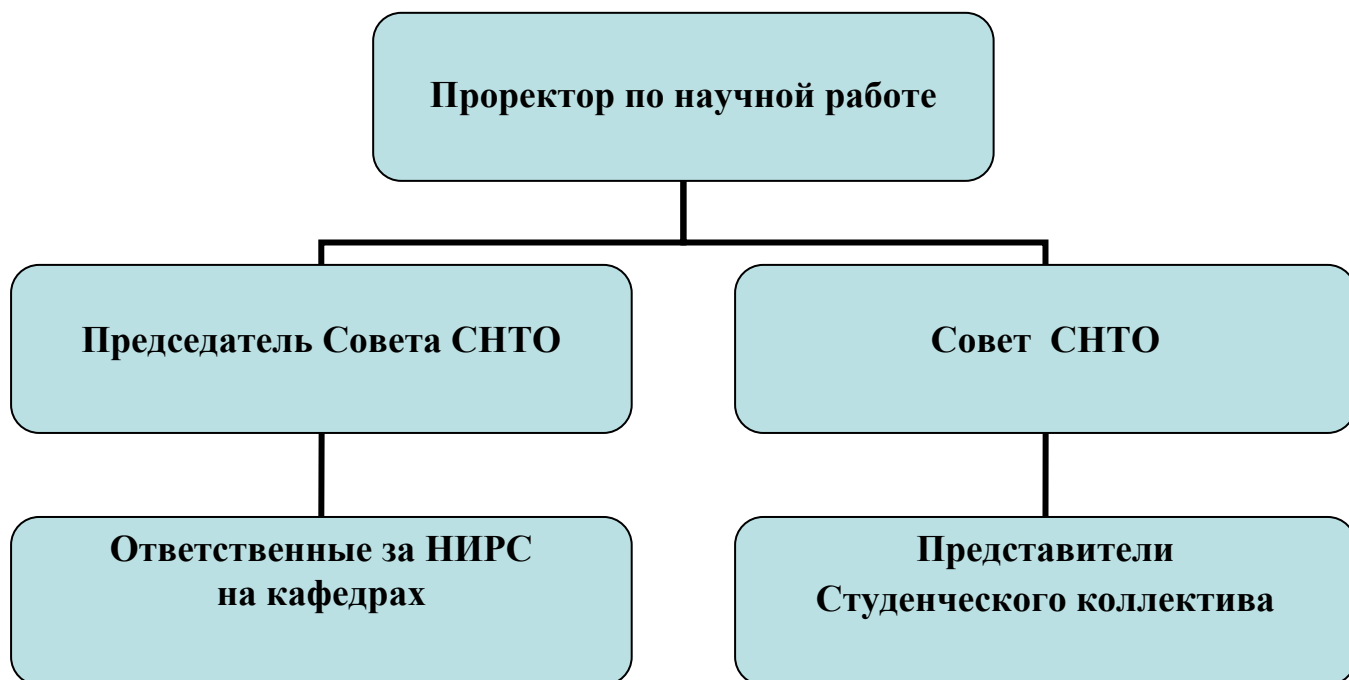 Проректор по научной работе
Председатель Совета СНТО
Совет СНТО
Ответственные за НИРС
на кафедрах
Представители
Студенческого коллектива